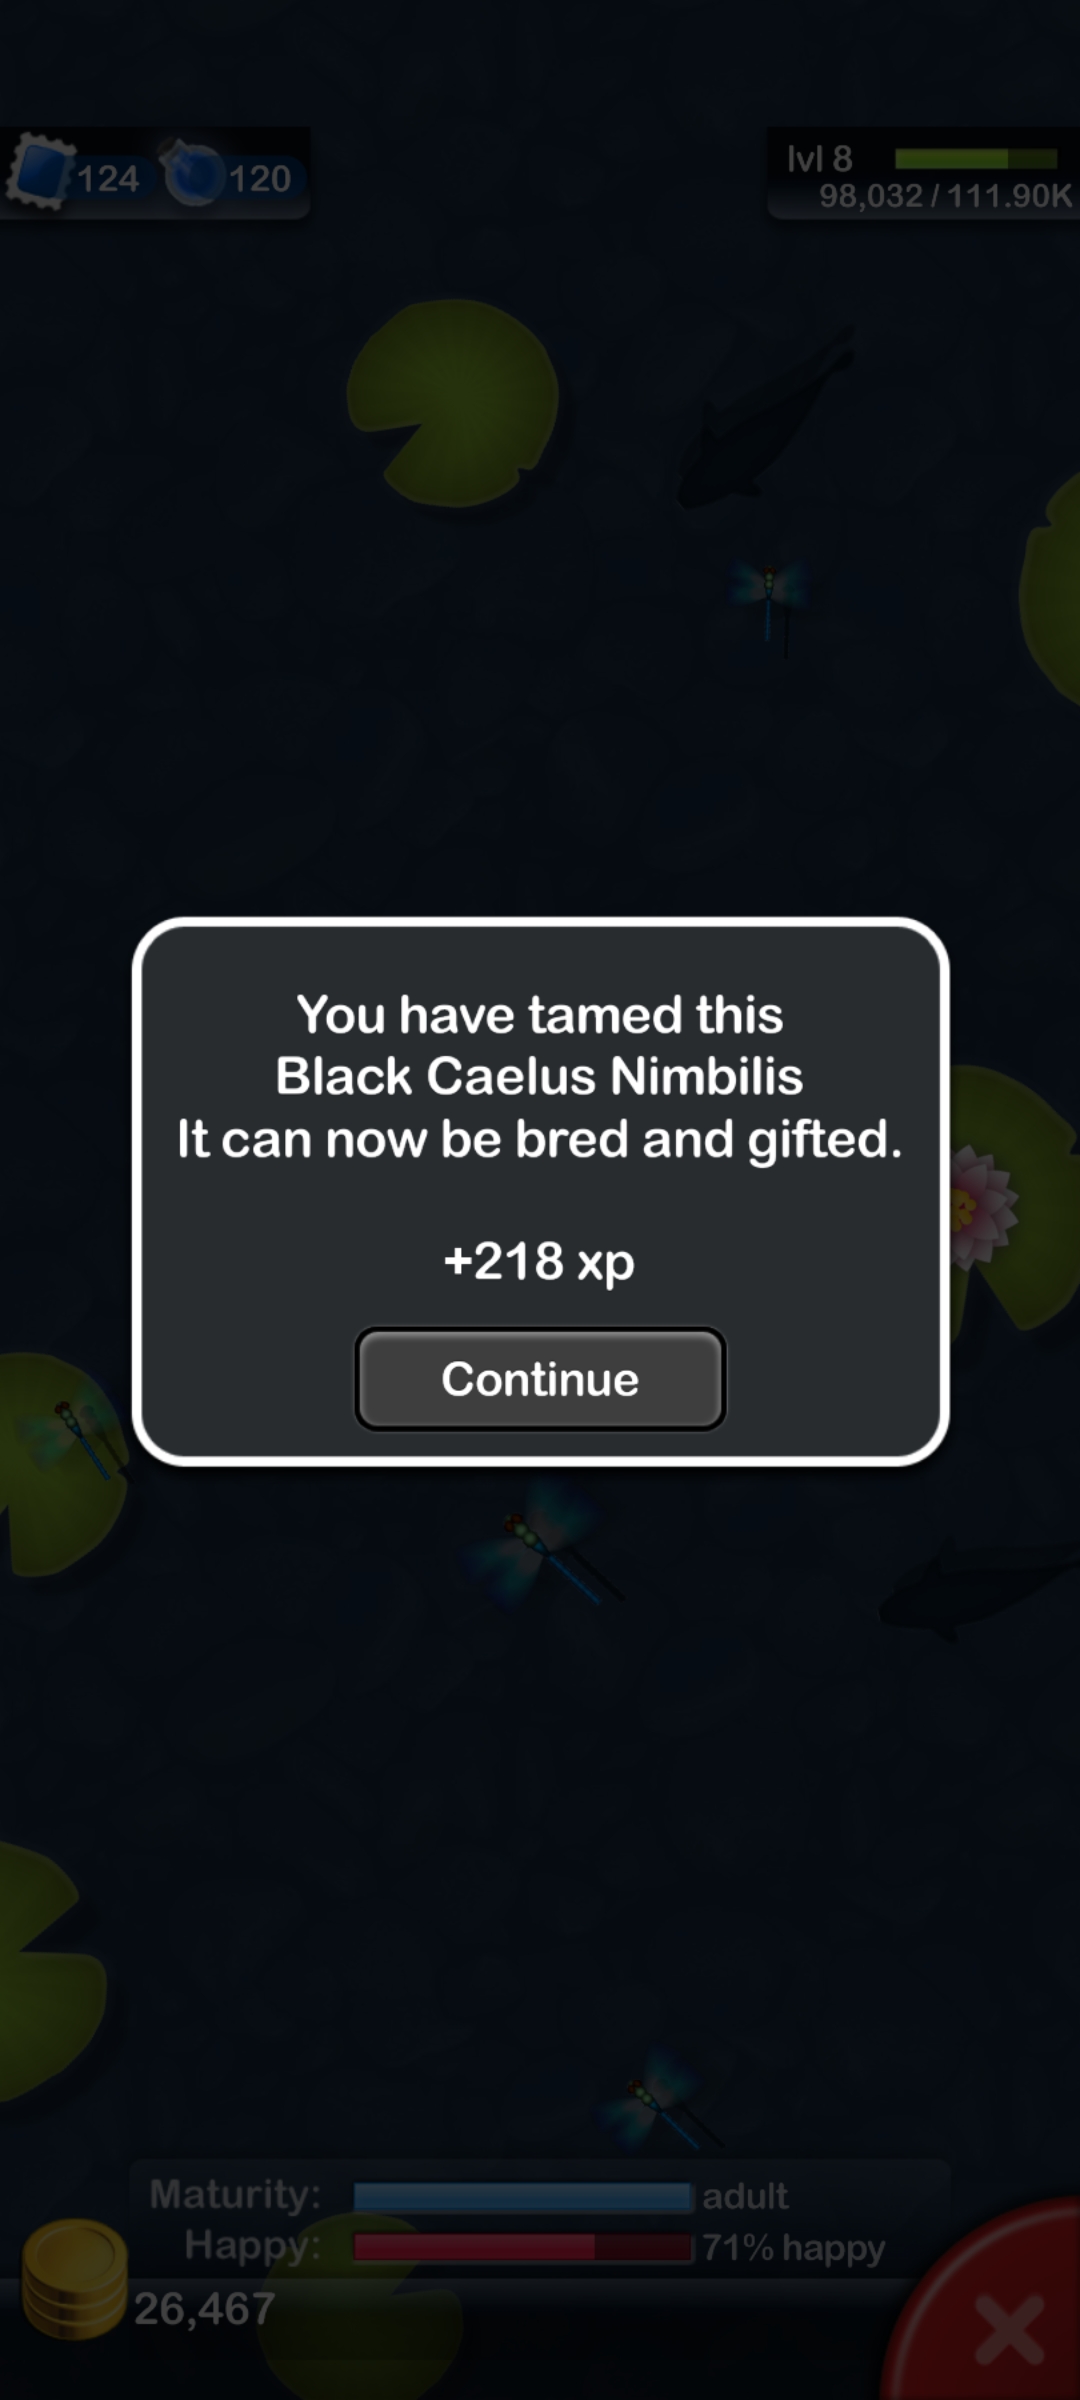 124 120
lvl 8
98,032 / 111.90K
You have tamed this
Black Caelus Nimbilis
It can now be bred and gifted.
+218 xp
Continue
Maturity: adult
Happy: 71% happy
26,467